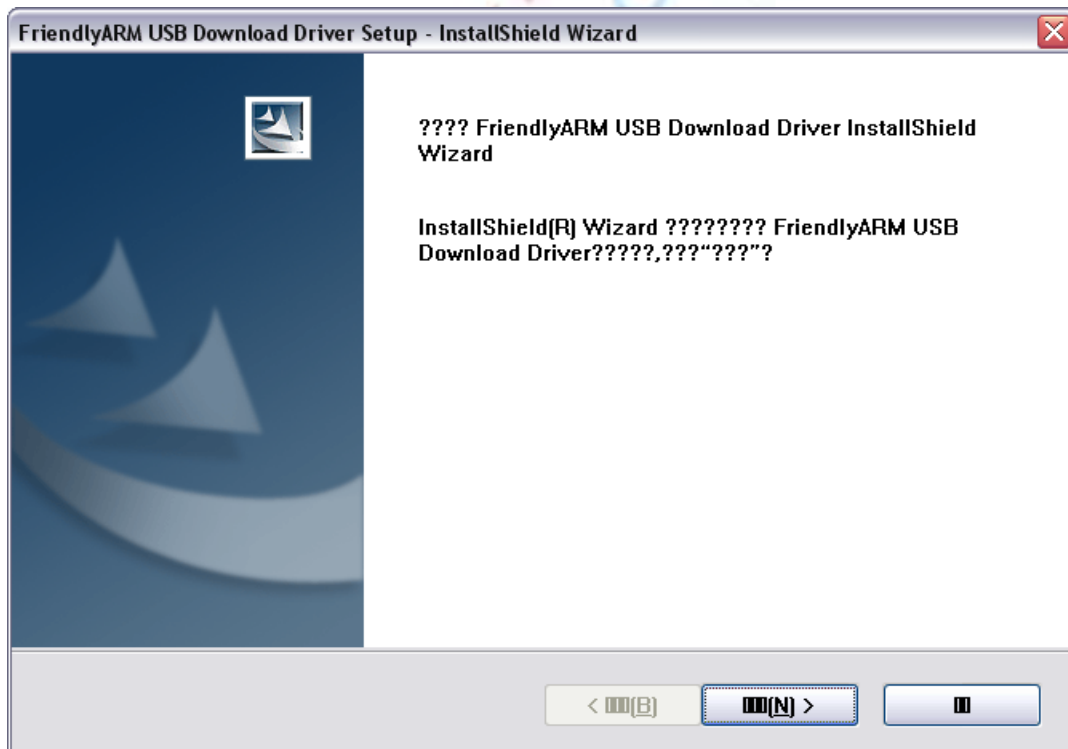 FriendlyARM USB Download Driver Setup - InstallShield Wizard
???? FriendlyARM USB Download Driver InstallShield
Wizard
InstallShield(R) Wizard ???????? FriendlyARM USB
Download Driver?????,???“???”?
< (B)
(N) >